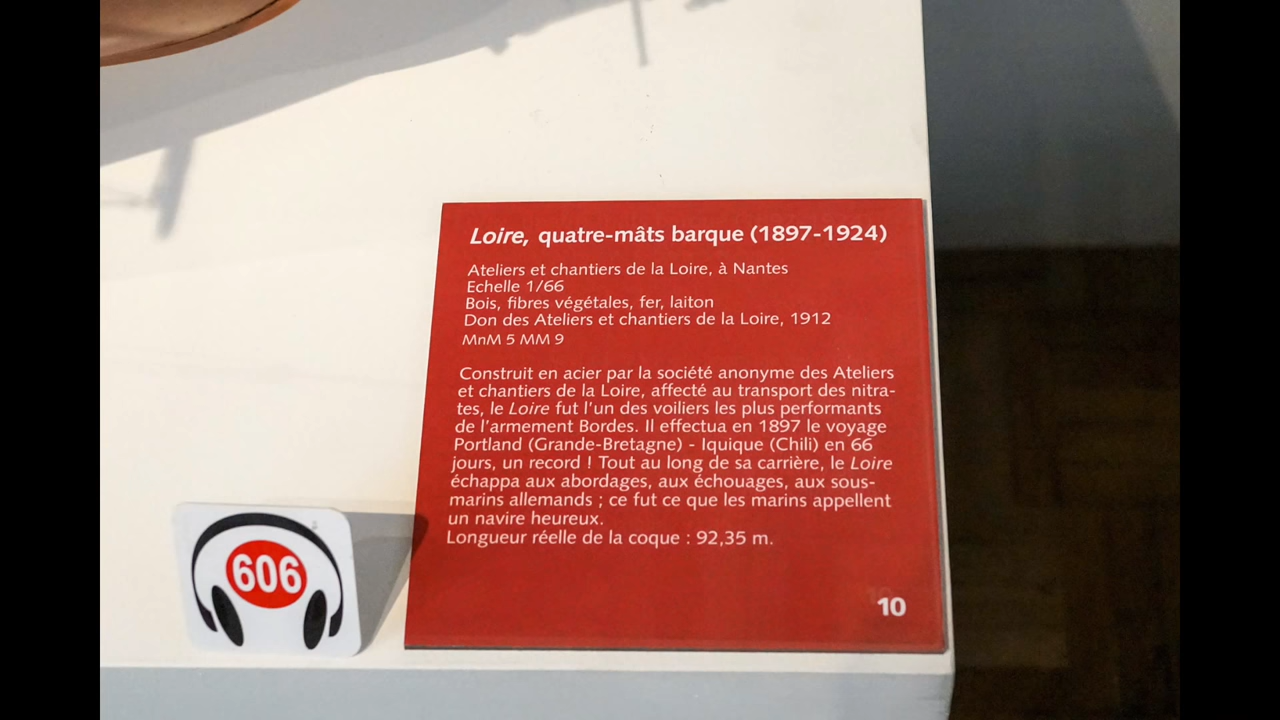 Loire, quatre-mâts barque (1897-1924)
Ateliers et chantiers de la Loire, à Nantes
Echelle 1/66
Bois, fibres végétales, fer, laiton
Don des Ateliers et chantiers de la Loire, 1912
MnM 5 MM 9
Construit en acier par la société anonyme des Ateliers
et chantiers de la Loire, affecté au transport des nitra-
tes, le Loire fut l'un des voiliers les plus performants
de l'armement Bordes. Il effectua en 1897 le voyage
Portland (Grande-Bretagne) - Iquique (Chili) en 66
jours, un record ! Tout au long de sa carrière, le Loire
échappa aux abordages, aux échouages, aux sous-
marins allemands ; ce fut ce que les marins appellent
un navire heureux.
Longueur réelle de la coque : 92,35 m.
10
606